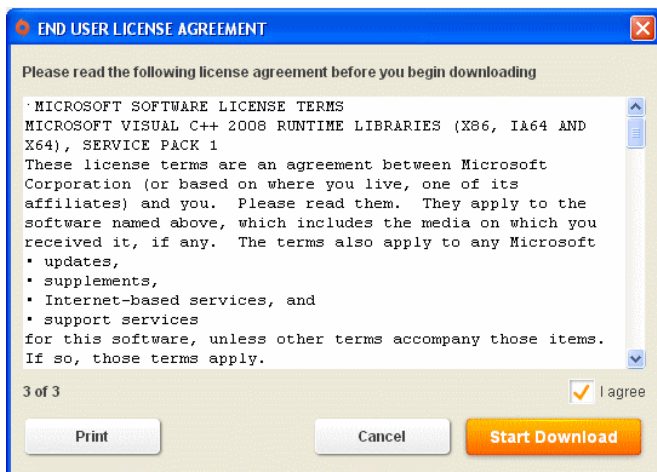 END USER LICENSE AGREEMENT
Please read the following license agreement before you begin downloading
MICROSOFT SOFTWARE LICENSE TERMS
MICROSOFT VISUAL C++ 2008 RUNTIME LIBRARIES (X86, IA64 AND
X64), SERVICE PACK 1
These license terms are an agreement between Microsoft
Corporation (or based on where you live, one of its
affiliates) and you.  Please read them.  They apply to the
software named above, which includes the media on which you
received it, if any.  The terms also apply to any Microsoft
• updates,
• supplements,
• Internet-based services, and
• support services
for this software, unless other terms accompany those items.
If so, those terms apply.
3 of 3
I agree
Print
Cancel
Start Download